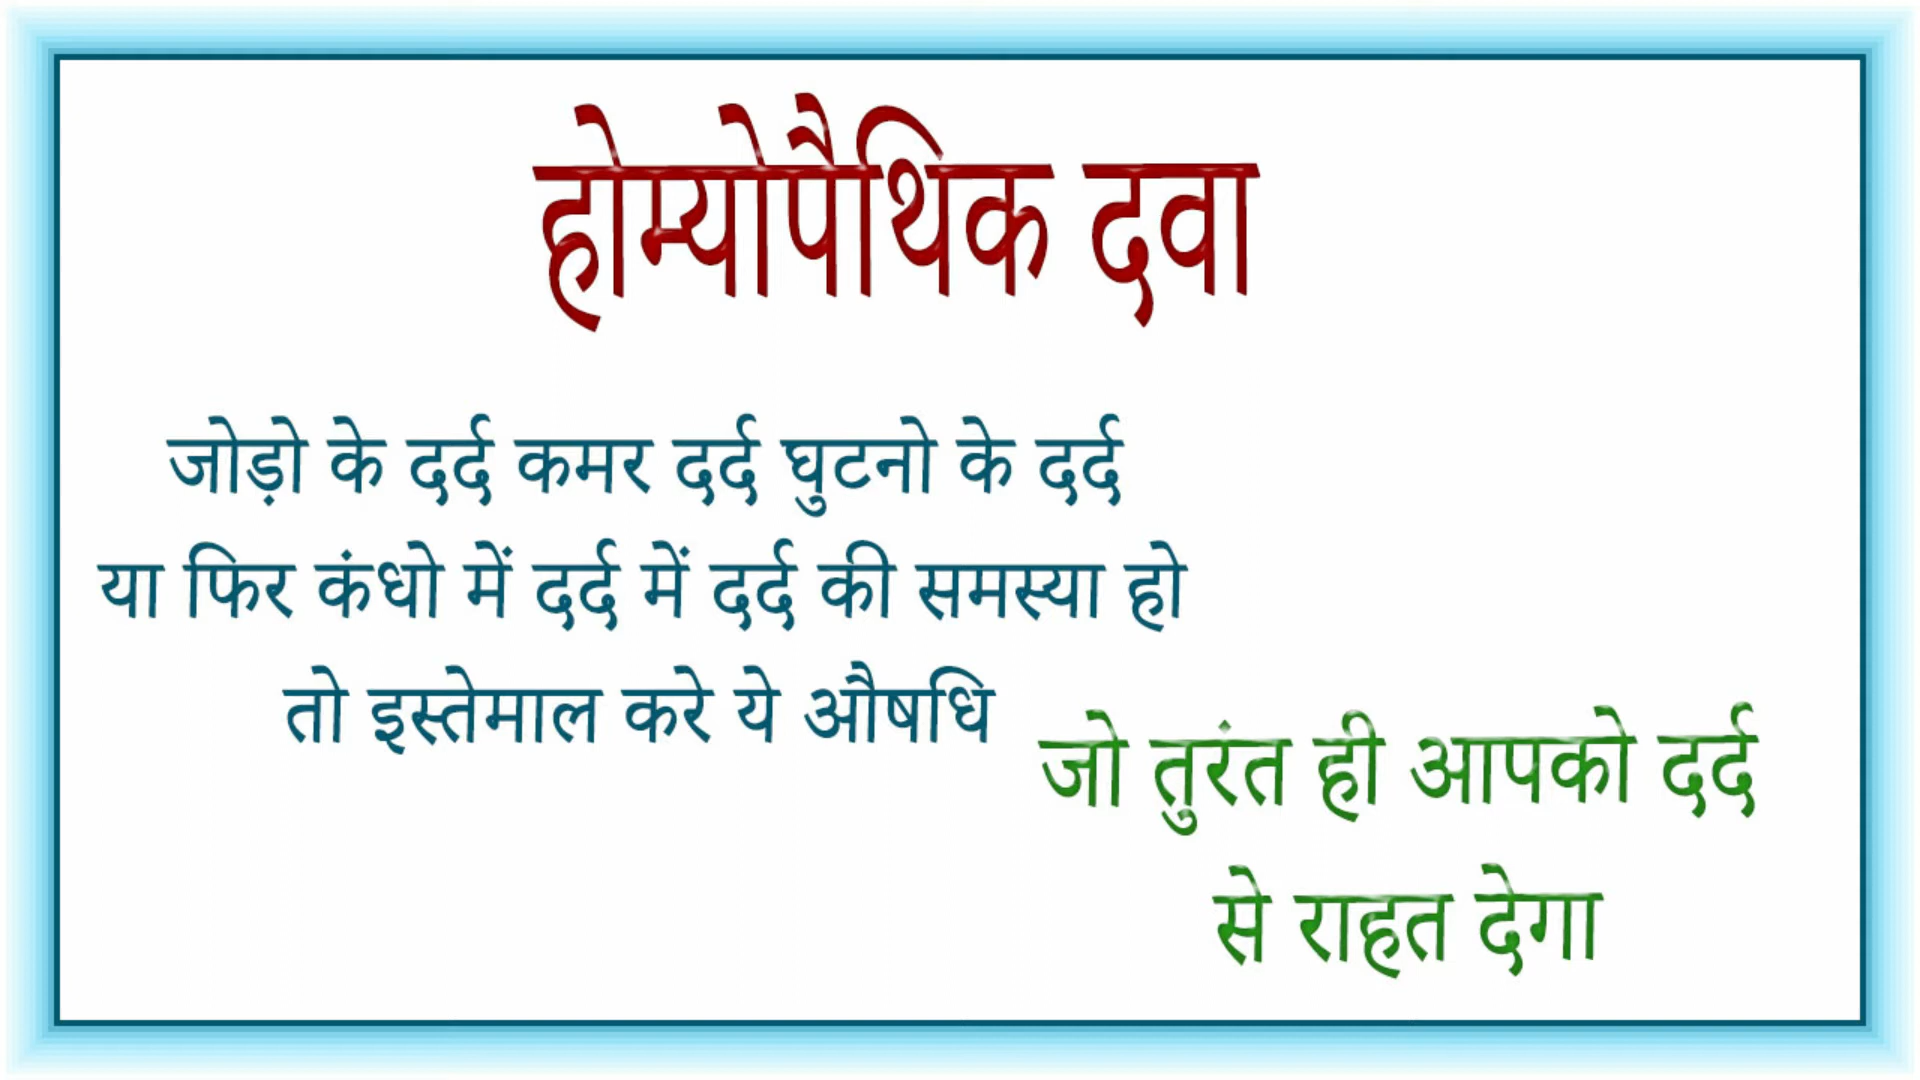 होम्योपैथिक दवा
जोड़ो के दर्द कमर दर्द घुटनो के दर्द
या फिर कंधो में दर्द में दर्द की समस्या हो
तो इस्तेमाल करे ये औषधि
जो तुरंत ही आपको दर्द
से राहत देगा